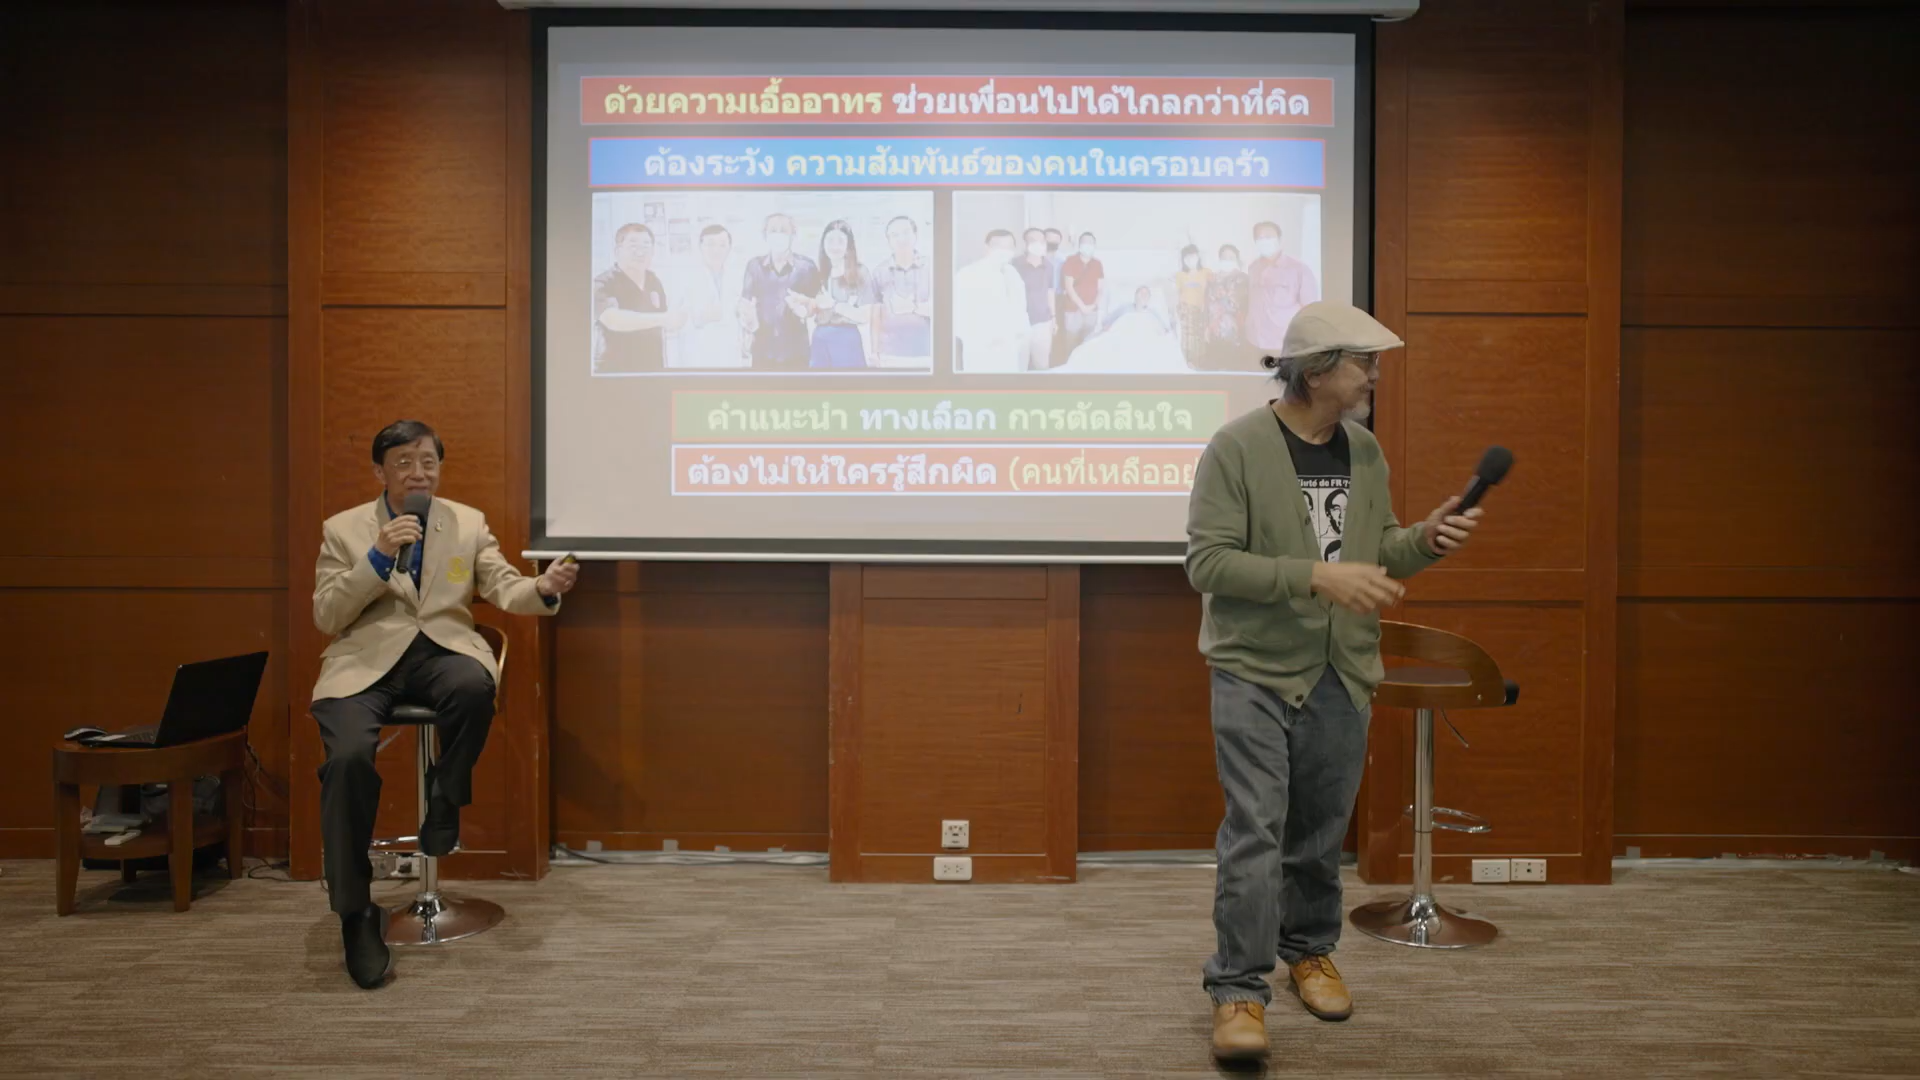 ด้วยความเอื้ออาทร ช่วยเพื่อนไปได้ไกลกว่าที่คิด
ต้องระวัง ความสัมพันธ์ของคนในครอบครัว
คำแนะนำ ทางเลือก การตัดสินใจ
ต้องไม่ให้ใครรู้สึกผิด (คนที่เหลืออยู่
de FR